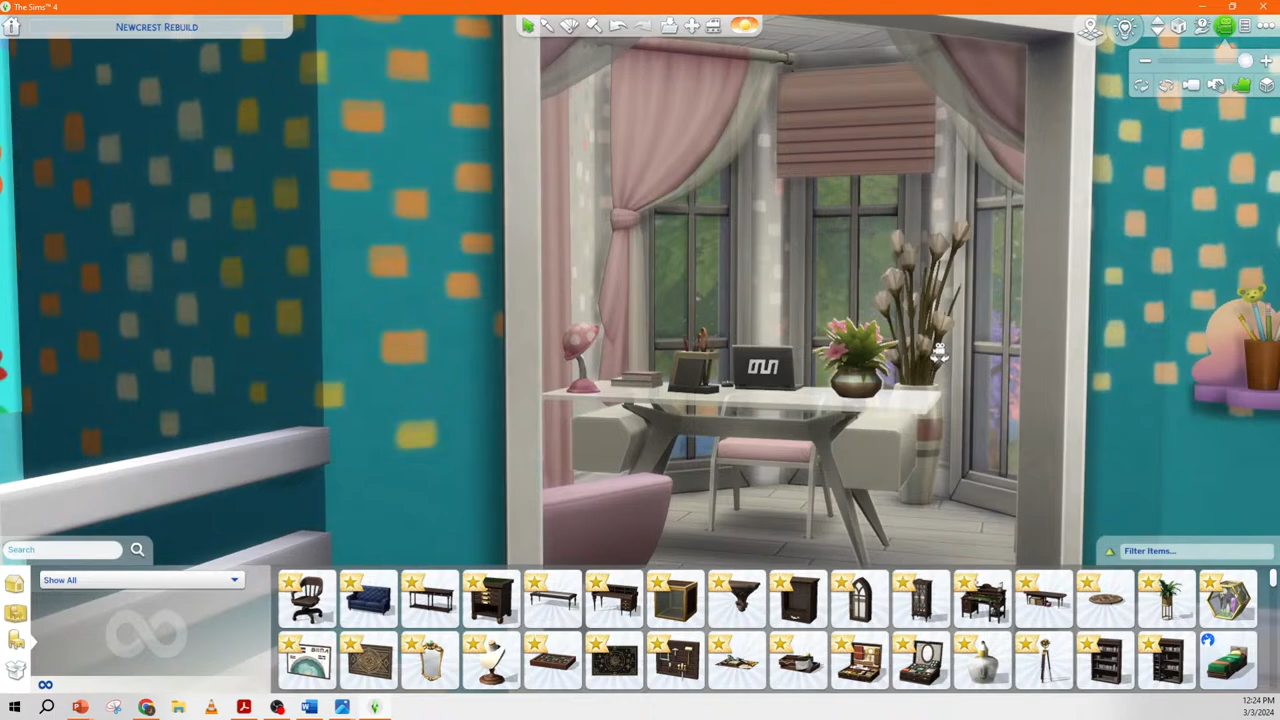 The Sims™ 4
NEWCREST REBUILD
Search
Show All
Filter Items...
12:24 PM
3/3/2024